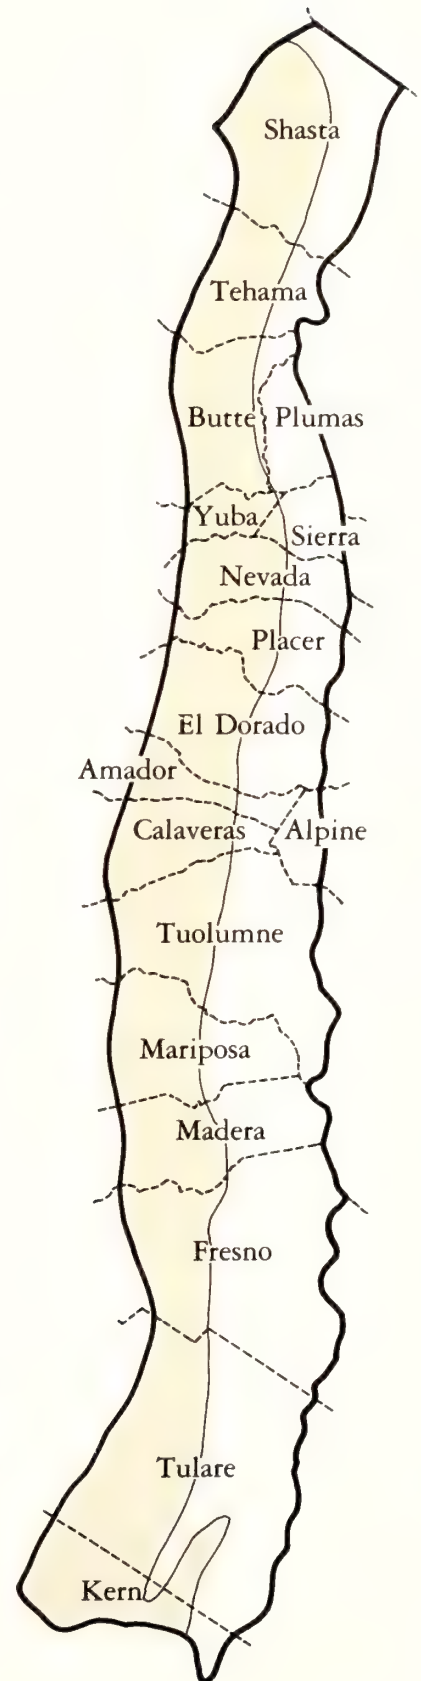 Shasta
Tehama
Butte
Plumas
Yuba
Sierra
Nevada
Placer
El Dorado
Amador
Calaveras
Alpine
Tuolumne
Mariposa
Madera
Fresno
Tulare
Kern